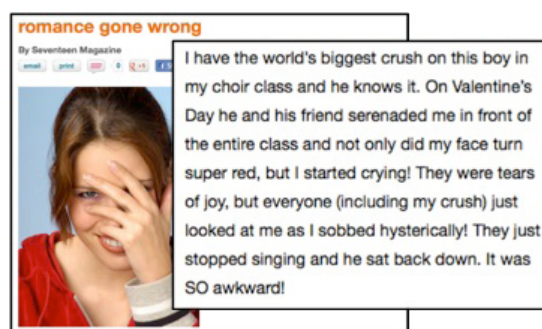 romance gone wrong
By Seventeen Magazine
email print 0 +1
I have the world's biggest crush on this boy in
my choir class and he knows it. On Valentine's
Day he and his friend serenaded me in front of
the entire class and not only did my face turn
super red, but I started crying! They were tears
of joy, but everyone (including my crush) just
looked at me as I sobbed hysterically! They just
stopped singing and he sat back down. It was
SO awkward!